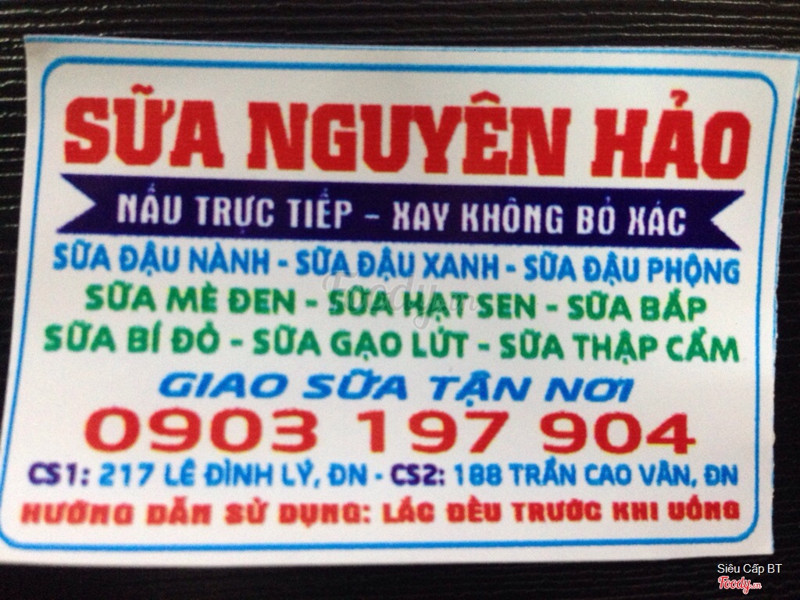 SỮA NGUYÊN HẢO
NẤU TRỰC TIẾP - XAY KHÔNG BỎ XÁC
SỮA ĐẬU NÀNH - SỮA ĐẬU XANH - SỮA ĐẬU PHỘNG
SỮA MÈ ĐEN - SỮA HẠT SEN - SỮA BẮP
SỮA BÍ ĐỎ - SỮA GẠO LỨT - SỮA THẬP CẨM
GIAO SỮA TẬN NƠI
0903 197 904
CS1: 217 LÊ ĐÌNH LÝ, ĐN - CS2: 188 TRẦN CAO VÂN, ĐN
HƯỚNG DẪN SỬ DỤNG: LẮC ĐỀU TRƯỚC KHI UỐNG
Foody.vn
Siêu Cấp BT
Foody.vn